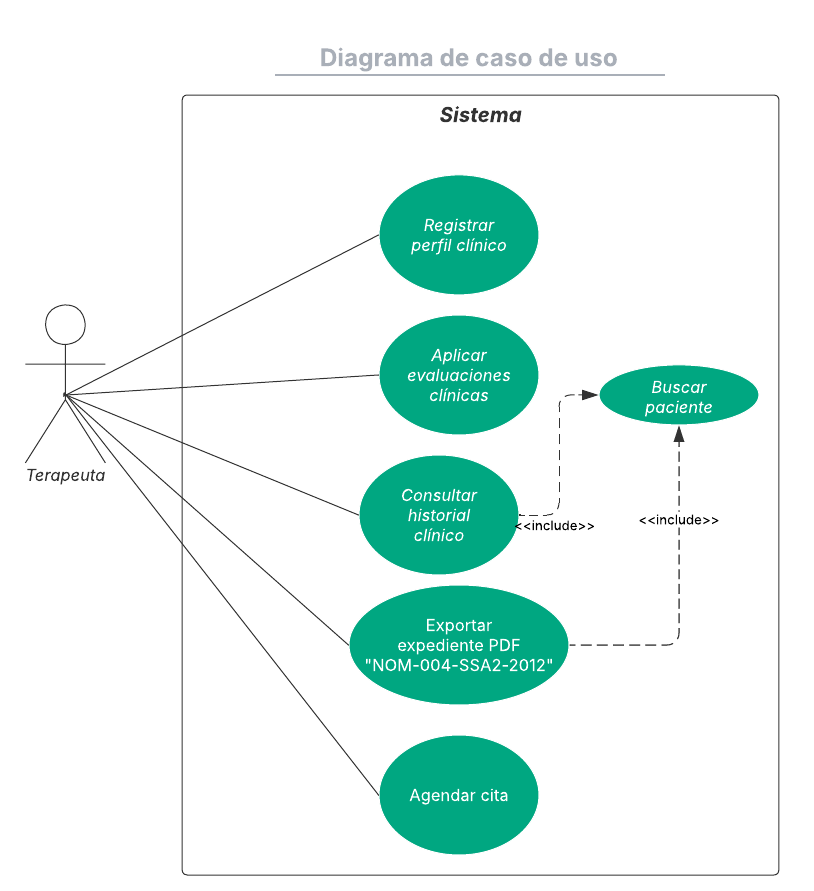 Diagrama de caso de uso
Sistema
Registrar
perfil clínico
Aplicar
evaluaciones
clínicas
Buscar
paciente
Terapeuta
Consultar
historial
clínico
<<include>>
<<include>>
Exportar
expediente PDF
"NOM-004-SSA2-2012"
Agendar cita